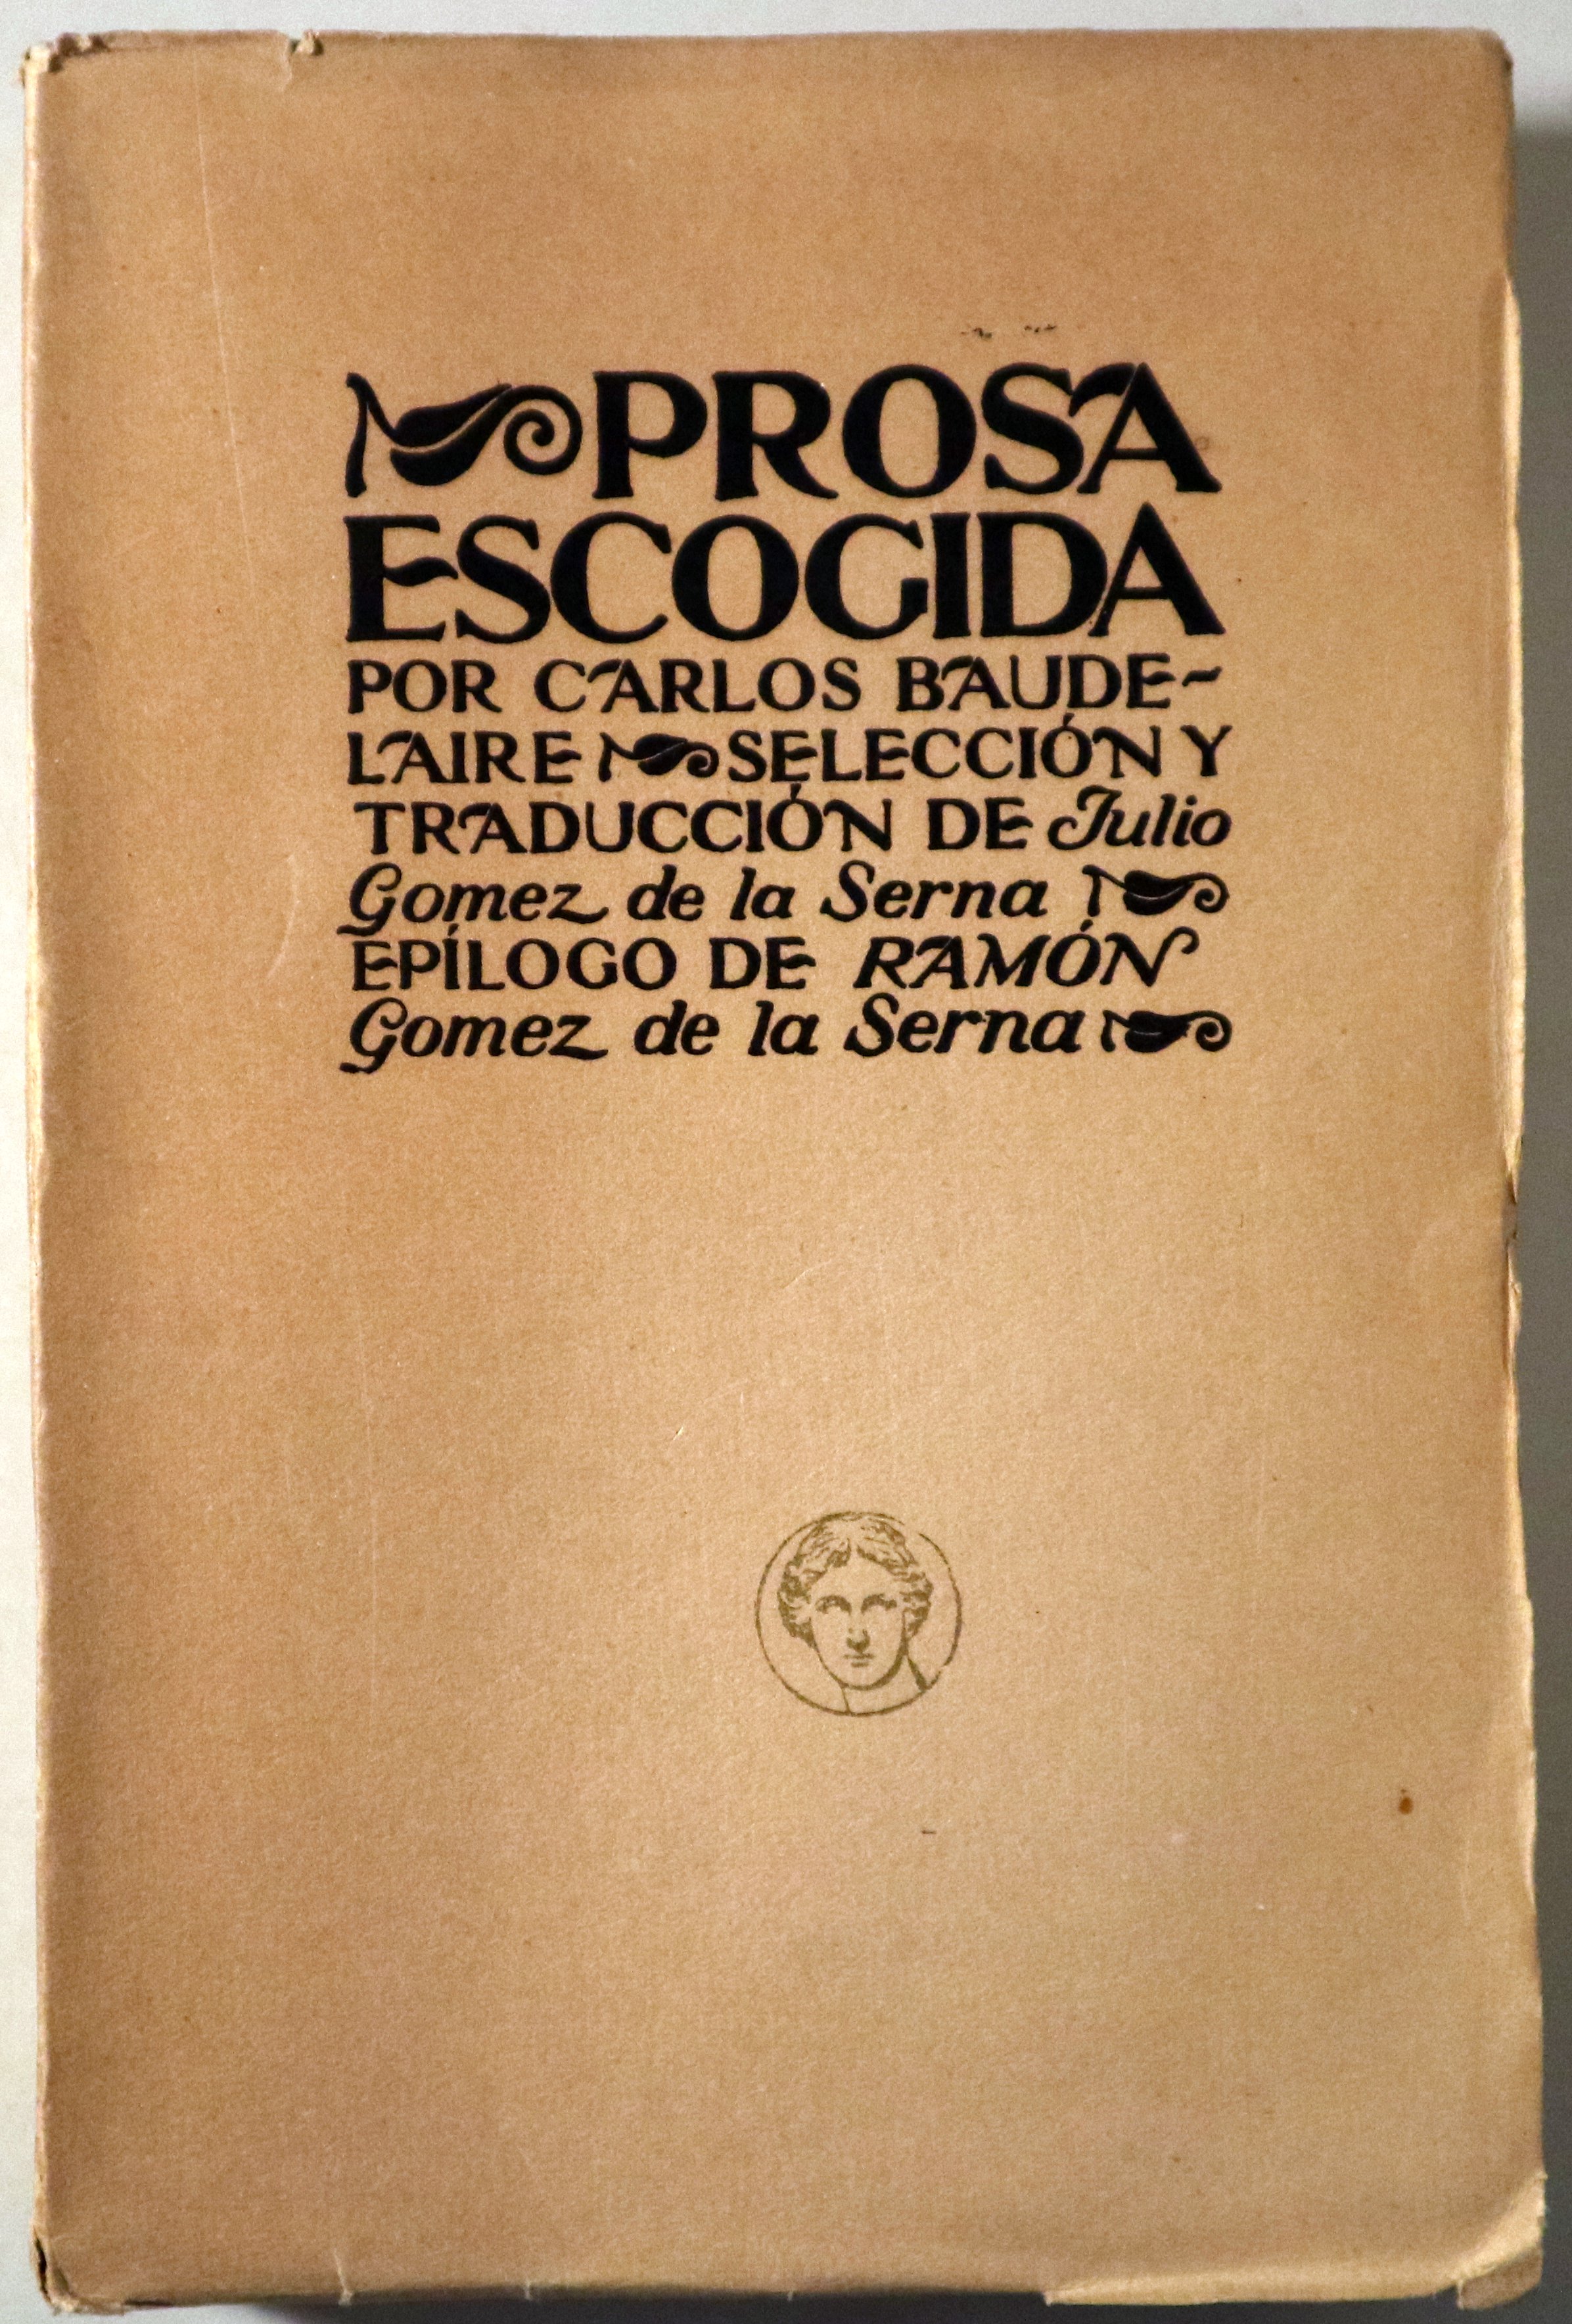 PROSA
ESCOGIDA
POR CARLOS BAUDE-
LAIRE SELECCIÓN Y
TRADUCCIÓN DE Julio
Gomez de la Serna
EPÍLOGO DE RAMÓN
Gomez de la Serna